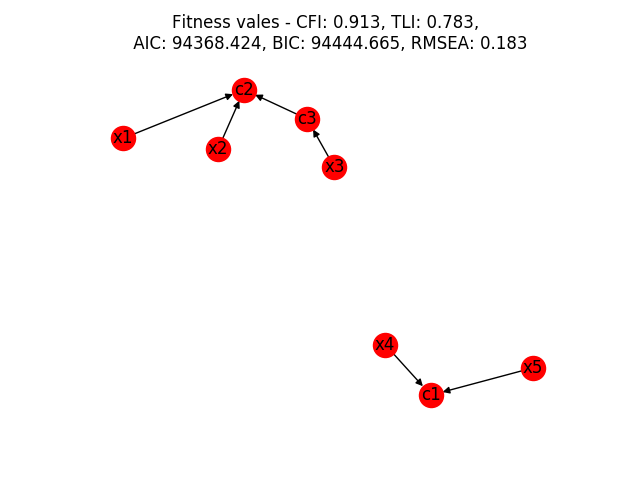 Fitness vales - CFI: 0.913, TLI: 0.783,
AIC: 94368.424, BIC: 94444.665, RMSEA: 0.183
c2
c3
x1
x2
x3
x4
x5
c1